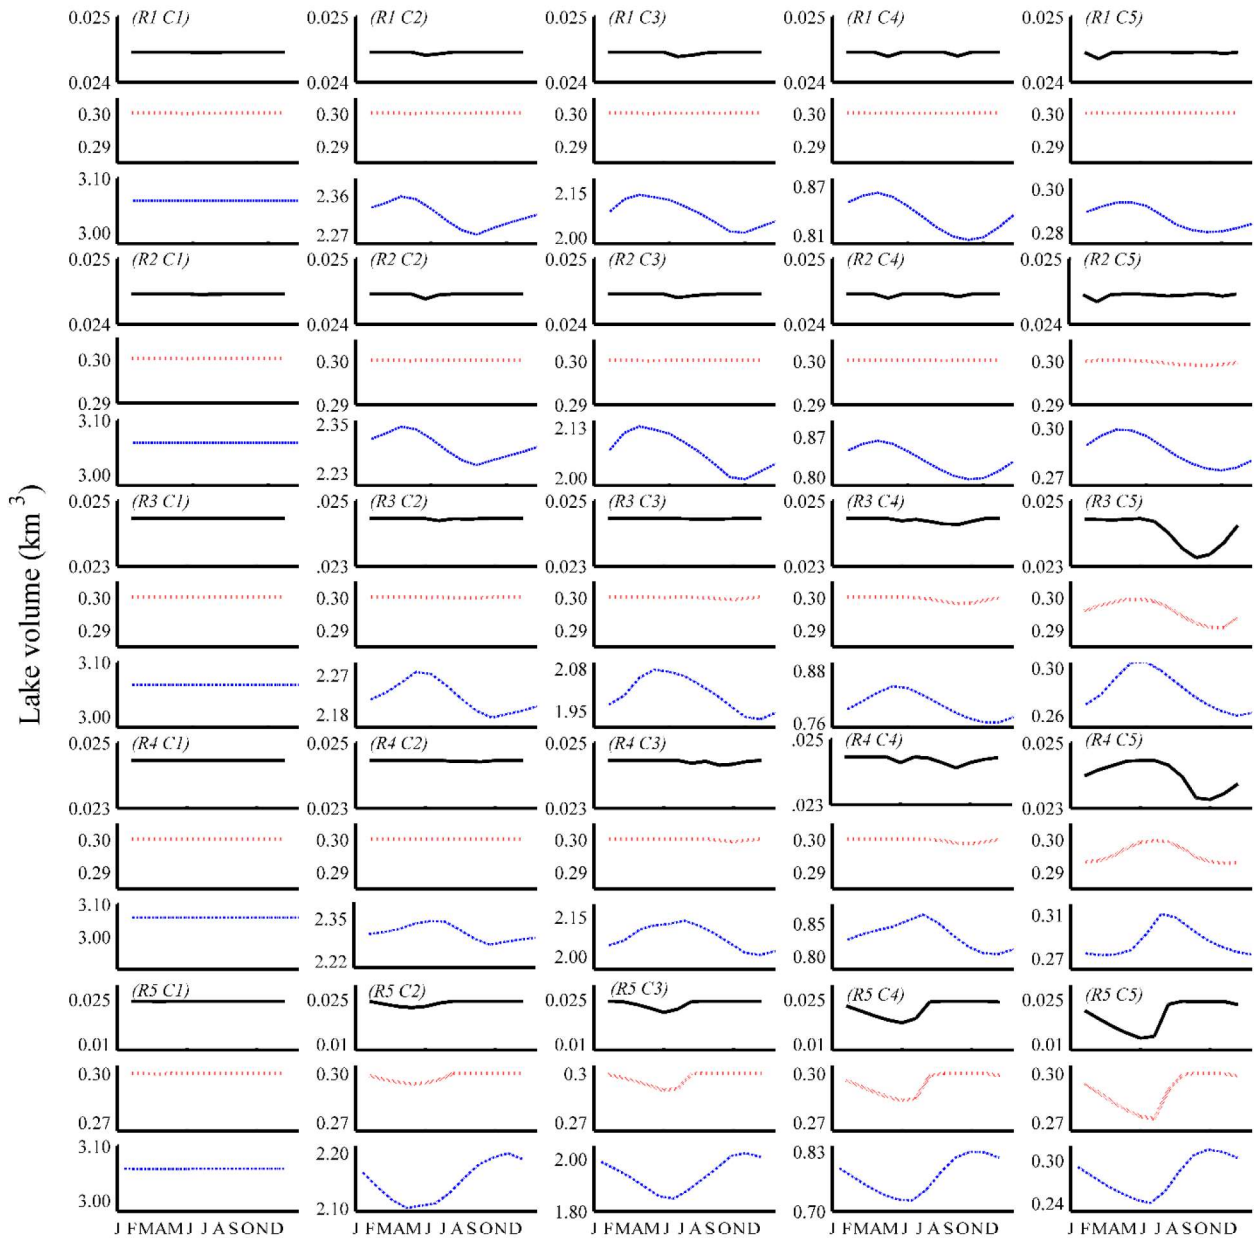 Lake volume (km³)
0.025 (R1 C1) 0.025 (R1 C2) 0.025 (R1 C3) 0.025 (R1 C4) 0.025 (R1 C5)
0.024 0.024 0.024 0.024 0.024
0.30 0.30 0.30 0.30 0.30
0.29 0.29 0.29 0.29 0.29
3.10 2.36 2.15 0.87 0.30
3.00 2.27 2.00 0.81 0.28
0.025 (R2 C1) 0.025 (R2 C2) 0.025 (R2 C3) 0.025 (R2 C4) 0.025 (R2 C5)
0.024 0.024 0.024 0.024 0.024
0.30 0.30 0.30 0.30 0.30
0.29 0.29 0.29 0.29 0.29
3.10 2.35 2.13 0.87 0.30
3.00 2.23 2.00 0.80 0.27
0.025 (R3 C1) .025 (R3 C2) 0.025 (R3 C3) 0.025 (R3 C4) 0.025 (R3 C5)
0.023 .023 0.023 0.023 0.023
0.30 0.30 0.30 0.30 0.30
0.29 0.29 0.29 0.29 0.29
3.10 2.27 2.08 0.88 0.30
3.00 2.18 1.95 0.76 0.26
0.025 (R4 C1) 0.025 (R4 C2) 0.025 (R4 C3) .025 (R4 C4) 0.025 (R4 C5)
0.023 0.023 0.023 .023 0.023
0.30 0.30 0.30 0.30 0.30
0.29 0.29 0.29 0.29 0.29
3.10 2.35 2.15 0.85 0.31
3.00 2.22 2.00 0.80 0.27
0.025 (R5 C1) 0.025 (R5 C2) 0.025 (R5 C3) 0.025 (R5 C4) 0.025 (R5 C5)
0.01 0.01 0.01 0.01 0.01
0.30 0.30 0.3 0.30 0.30
0.27 0.27 0.27 0.27 0.27
3.10 2.20 2.00 0.83 0.30
3.00 2.10 1.80 0.70 0.24
J FMAMJ J A SOND J FMAMJ J A SOND J FMAMJ J A SOND J FMAMJ J A SOND J FMAMJ J A SOND